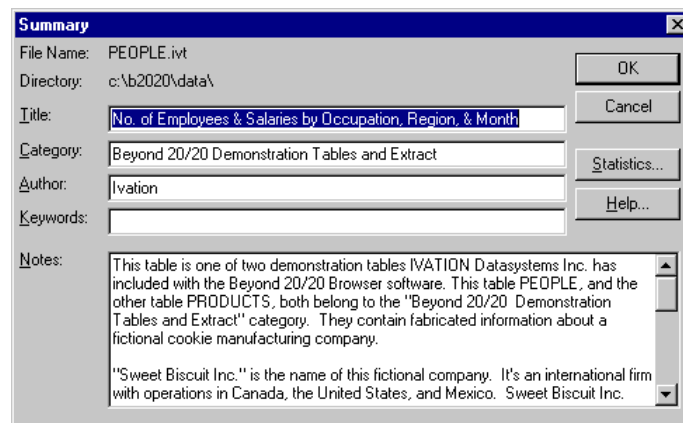 Summary
File Name: PEOPLE.ivt
Directory: c:\b2020\data\
OK
Cancel
Title: No. of Employees & Salaries by Occupation, Region, & Month
Category: Beyond 20/20 Demonstration Tables and Extract
Statistics...
Author: Ivation
Help...
Keywords:
Notes: This table is one of two demonstration tables IVATION Datasystems Inc. has
included with the Beyond 20/20 Browser software. This table PEOPLE, and the
other table PRODUCTS, both belong to the "Beyond 20/20 Demonstration
Tables and Extract" category. They contain fabricated information about a
fictional cookie manufacturing company.
"Sweet Biscuit Inc." is the name of this fictional company. It's an international firm
with operations in Canada, the United States, and Mexico. Sweet Biscuit Inc.